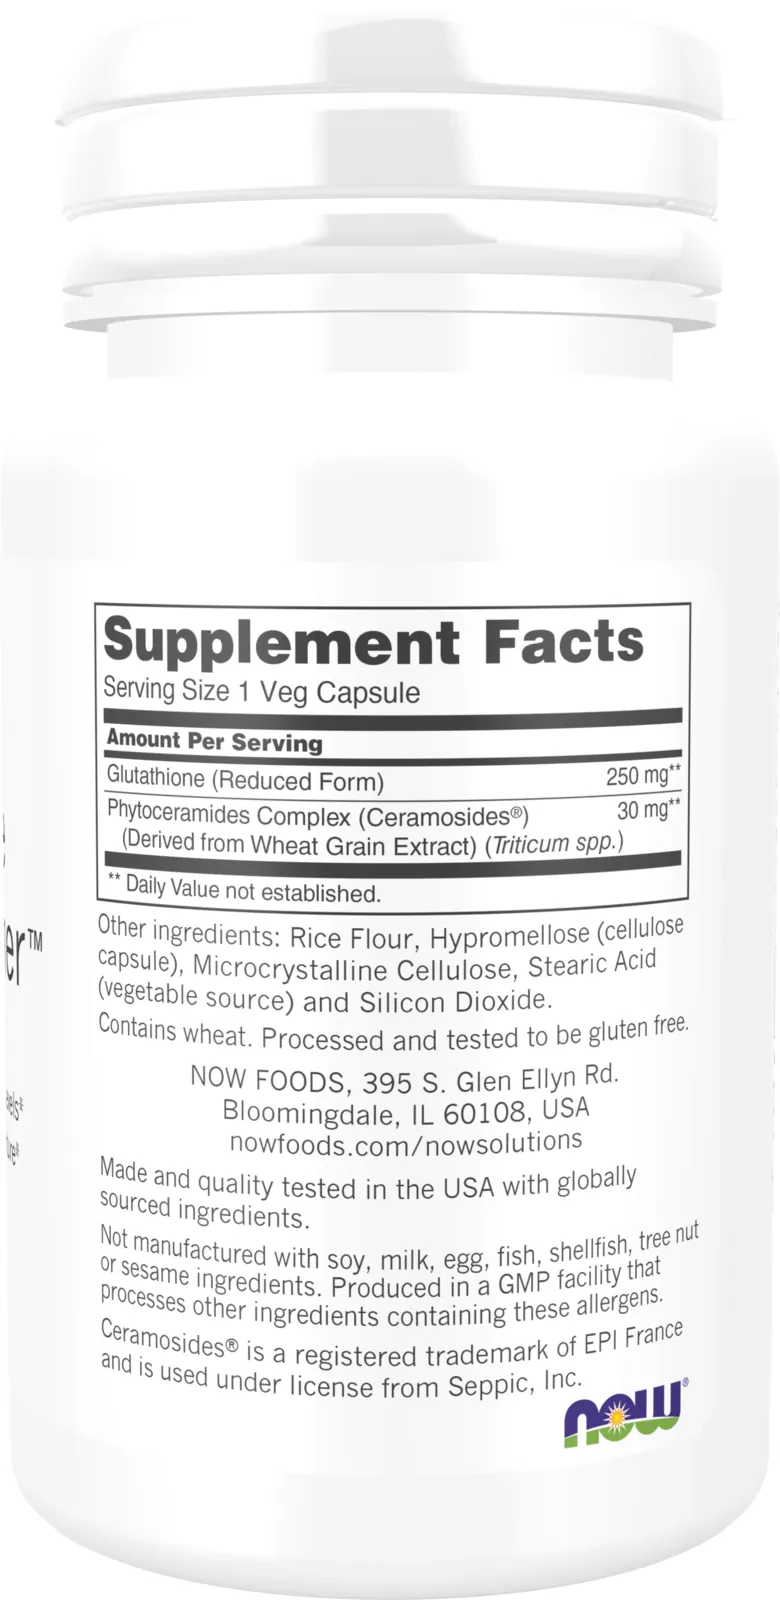 er™
Supplement Facts
Serving Size 1 Veg Capsule
Amount Per Serving
Glutathione (Reduced Form) 250 mg**
Phytoceramides Complex (Ceramosides®) 30 mg**
(Derived from Wheat Grain Extract) (Triticum spp.)
** Daily Value not established.
Other ingredients: Rice Flour, Hypromellose (cellulose
capsule), Microcrystalline Cellulose, Stearic Acid
(vegetable source) and Silicon Dioxide.
Contains wheat. Processed and tested to be gluten free.
NOW FOODS, 395 S. Glen Ellyn Rd.
Bloomingdale, IL 60108, USA
nowfoods.com/nowsolutions
Made and quality tested in the USA with globally
sourced ingredients.
Not manufactured with soy, milk, egg, fish, shellfish, tree nut
or sesame ingredients. Produced in a GMP facility that
processes other ingredients containing these allergens.
Ceramosides® is a registered trademark of EPI France
and is used under license from Seppic, Inc.
now®